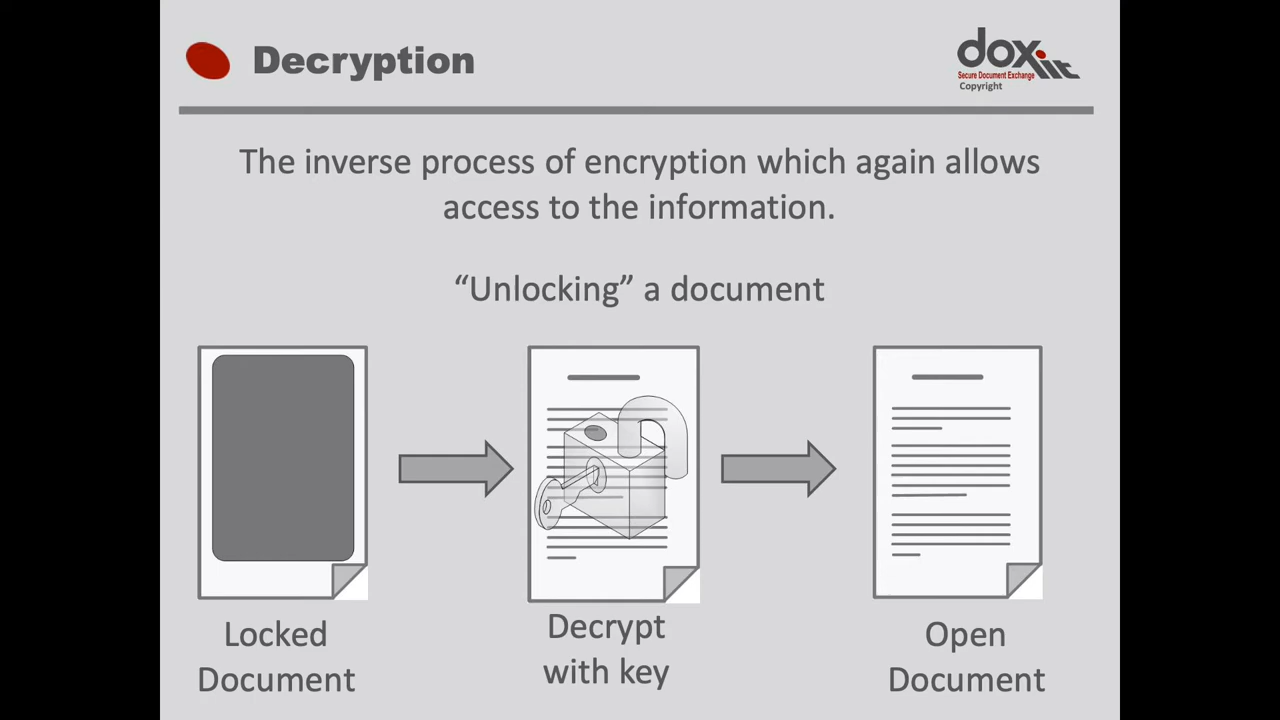 Decryption
doxiit
Secure Document Exchange
Copyright
The inverse process of encryption which again allows
access to the information.
“Unlocking” a document
Locked
Document
Decrypt
with key
Open
Document